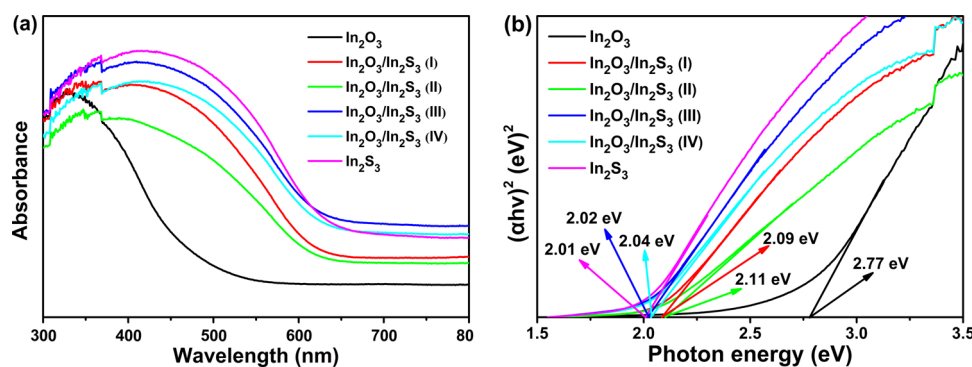 (a)
In2O3
In2O3/In2S3 (I)
In2O3/In2S3 (II)
In2O3/In2S3 (III)
In2O3/In2S3 (IV)
In2S3
Absorbance
300 400 500 600 700 80
Wavelength (nm)
(b)
In2O3
In2O3/In2S3 (I)
In2O3/In2S3 (II)
In2O3/In2S3 (III)
In2O3/In2S3 (IV)
In2S3
(αhν)² (eV)²
2.02 eV
2.01 eV
2.04 eV
2.09 eV
2.11 eV
2.77 eV
1.5 2.0 2.5 3.0 3.5
Photon energy (eV)